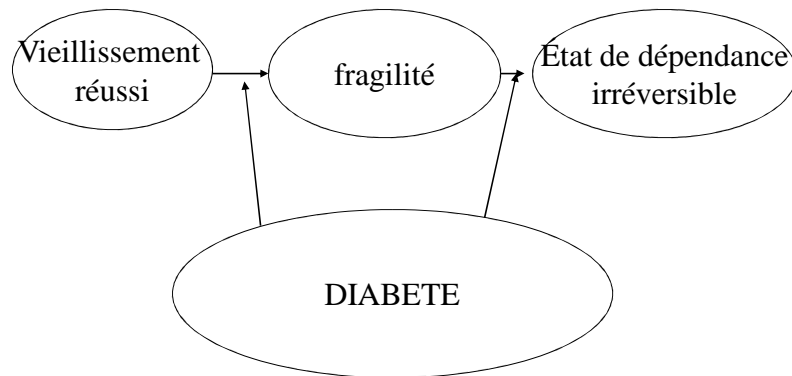 Vieillissement
réussi
fragilité
État de dépendance
irréversible
DIABETE